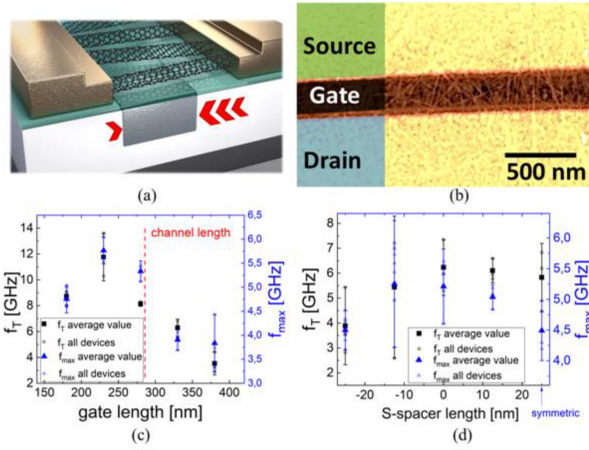 (a)
Source
Gate
Drain
500 nm
(b)
channel length
f_T [GHz]
14
12
10
8
6
4
2
150
200
250
300
350
400
gate length [nm]
f_max [GHz]
6,5
6,0
5,5
5,0
4,5
4,0
3,5
3,0
f_T average value
f_T all devices
f_max average value
f_max all devices
(c)
f_T [GHz]
8
7
6
5
4
3
2
-20
-10
0
10
20
S-spacer length [nm]
symmetric
f_max [GHz]
6,0
5,5
5,0
4,5
4,0
f_T average value
f_T all devices
f_max average value
f_max all devices
(d)